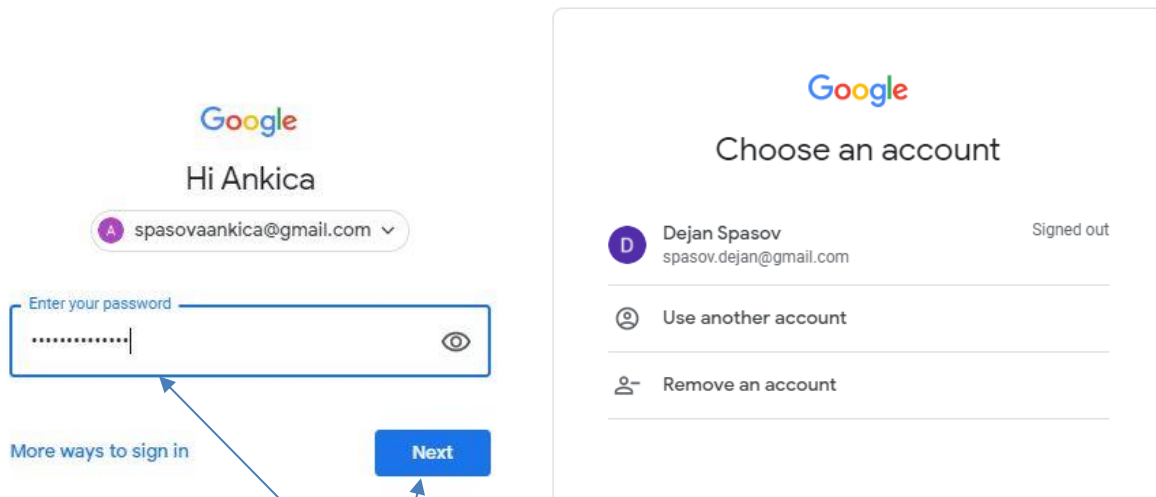 Google
Hi Ankica
A spasovaankica@gmail.com
Enter your password
••••••••••••••
More ways to sign in
Next
Google
Choose an account
D
Dejan Spasov
Signed out
spasov.dejan@gmail.com
Use another account
Remove an account